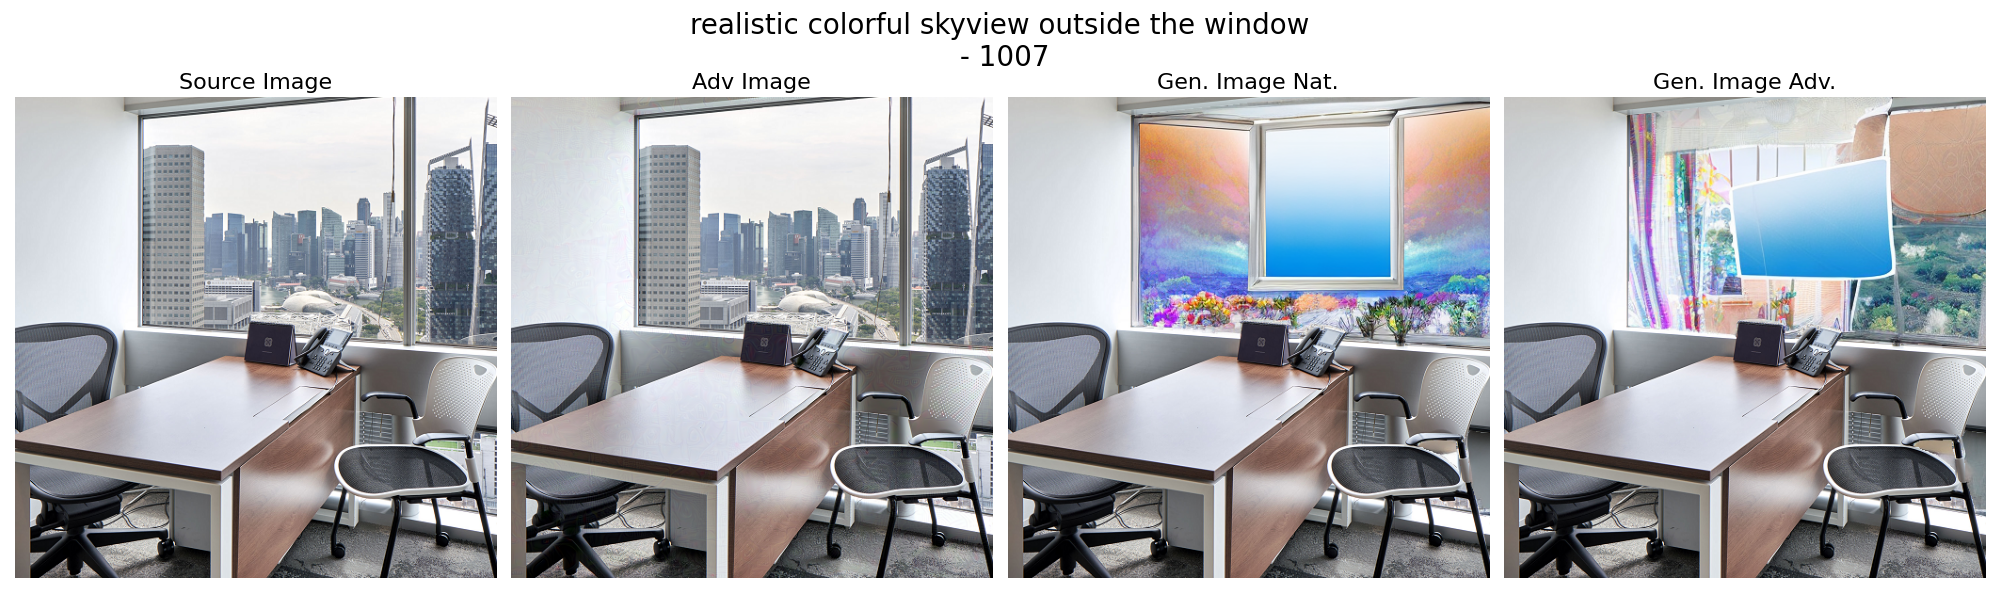 realistic colorful skyview outside the window
- 1007
Source Image
Adv Image
Gen. Image Nat.
Gen. Image Adv.